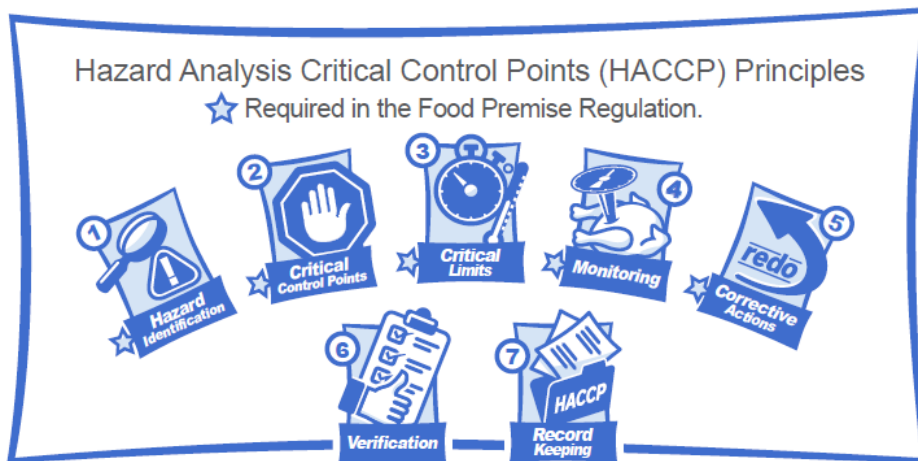 Hazard Analysis Critical Control Points (HACCP) Principles
Required in the Food Premise Regulation.
1
Hazard
Identification
2
Critical
Control Points
3
Critical
Limits
4
Monitoring
5
redo
Corrective
Actions
6
Verification
7
HACCP
Record
Keeping